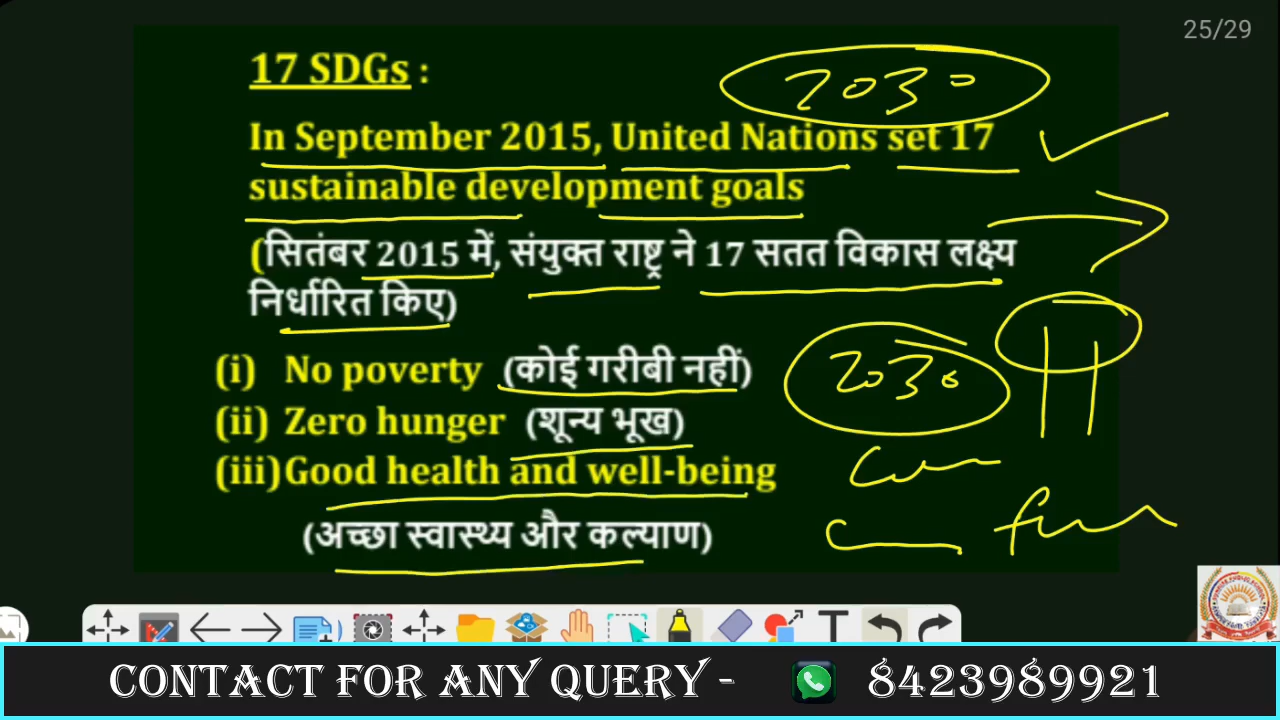 25/29
2030
17 SDGs :
In September 2015, United Nations set 17
sustainable development goals
(सितंबर 2015 में, संयुक्त राष्ट्र ने 17 सतत विकास लक्ष्य
निर्धारित किए)
2030
(i) No poverty (कोई गरीबी नहीं)
(ii) Zero hunger (शून्य भूख)
(iii) Good health and well-being
(अच्छा स्वास्थ्य और कल्याण)
T
CONTACT FOR ANY QUERY - 8423989921